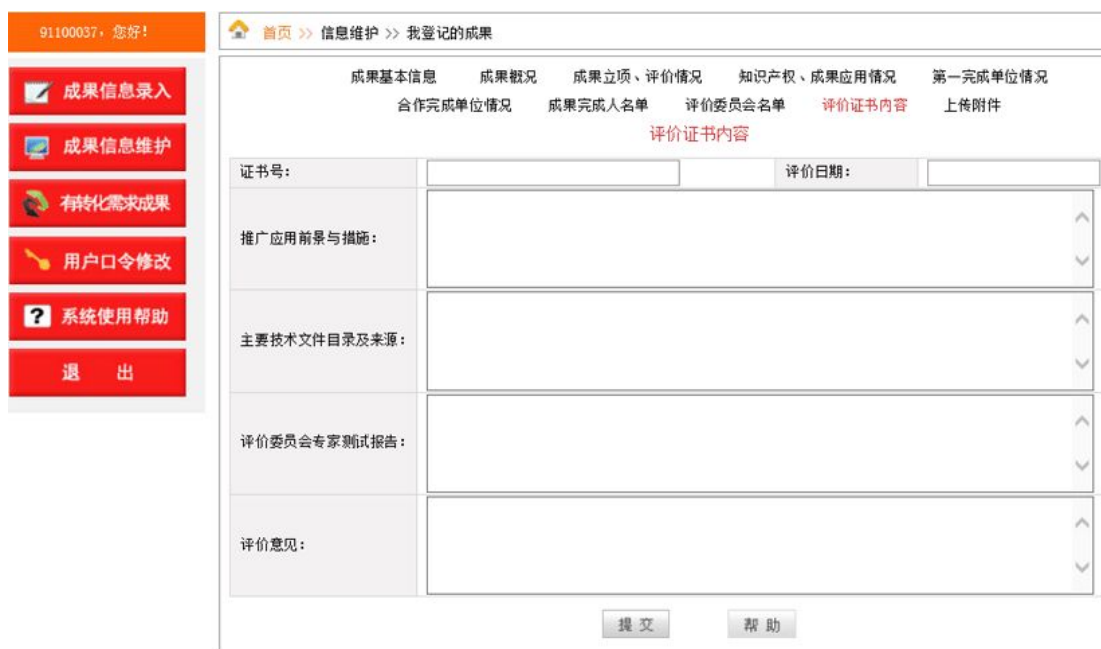 91100037，您好！
首页 >> 信息维护 >> 我登记的成果
成果信息录入
成果信息维护
有转化需求成果
用户口令修改
系统使用帮助
退 出
成果基本信息 成果概况 成果立项、评价情况 知识产权、成果应用情况 第一完成单位情况
合作完成单位情况 成果完成人名单 评价委员会名单 评价证书内容 上传附件
评价证书内容
证书号： 评价日期：
推广应用前景与措施：
主要技术文件目录及来源：
评价委员会专家测试报告：
评价意见：
提 交 帮 助